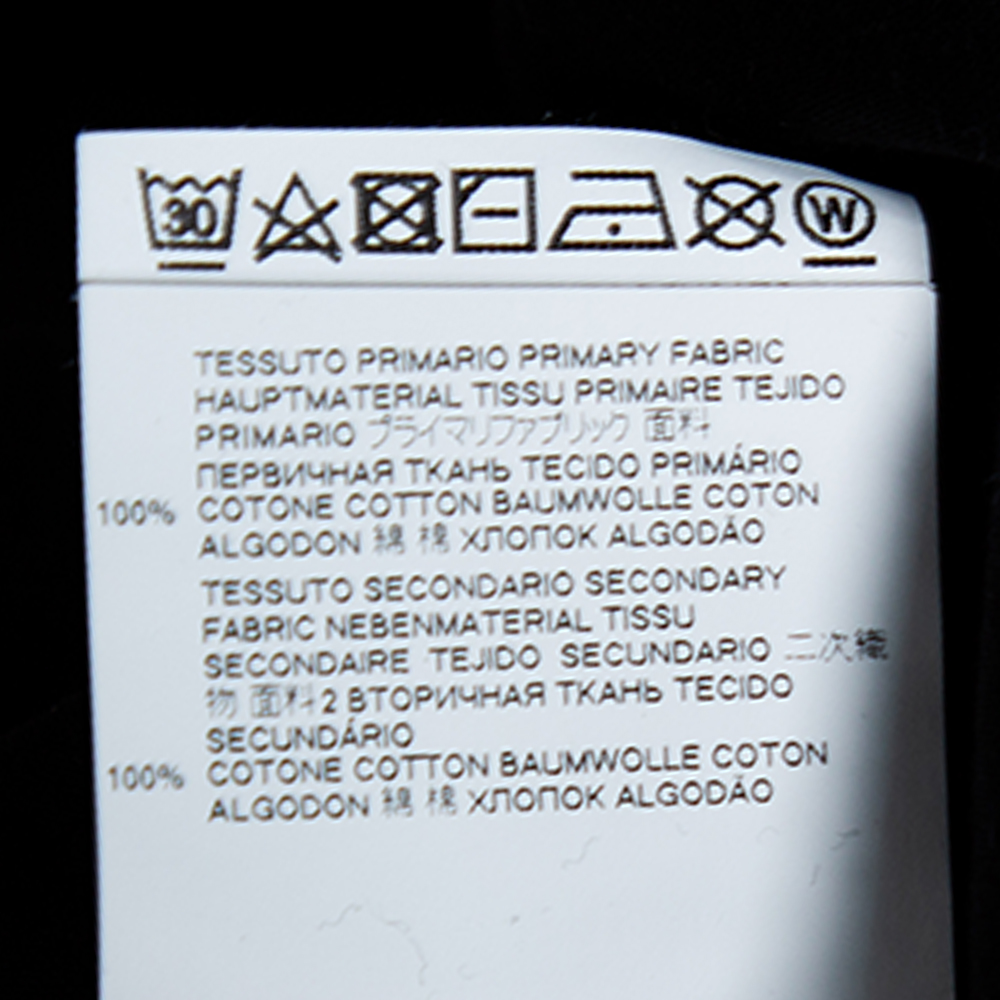 30 W
TESSUTO PRIMARIO PRIMARY FABRIC
HAUPTMATERIAL TISSU PRIMAIRE TEJIDO
PRIMARIO プライマリファブリック 面料
ПЕРВИЧНАЯ ТКАНЬ TECIDO PRIMÁRIO
100% COTONE COTTON BAUMWOLLE COTON
ALGODON 綿 棉 ХЛОПОК ALGODÃO
TESSUTO SECONDARIO SECONDARY
FABRIC NEBENMATERIAL TISSU
SECONDAIRE TEJIDO SECUNDARIO 二次織
物 面料2 ВТОРИЧНАЯ ТКАНЬ TECIDO
SECUNDÁRIO
100% COTONE COTTON BAUMWOLLE COTON
ALGODON 綿 棉 ХЛОПОК ALGODÃO